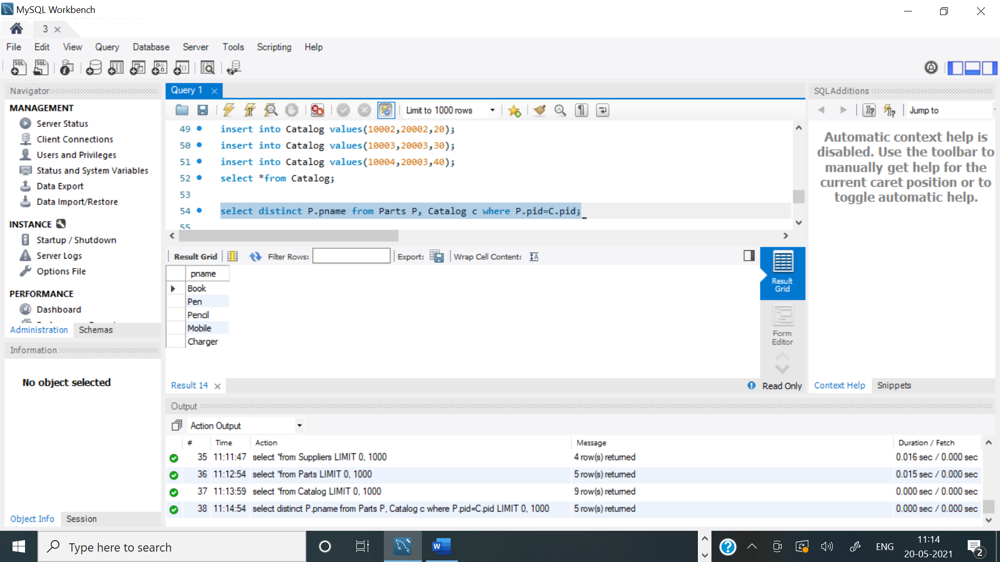 MySQL Workbench
3
File Edit View Query Database Server Tools Scripting Help
Navigator
MANAGEMENT
Server Status
Client Connections
Users and Privileges
Status and System Variables
Data Export
Data Import/Restore
INSTANCE
Startup / Shutdown
Server Logs
Options File
PERFORMANCE
Dashboard
Administration Schemas
Information
No object selected
Object Info Session
Query 1
Limit to 1000 rows
49 insert into Catalog values(10002,20002,20);
50 insert into Catalog values(10003,20003,30);
51 insert into Catalog values(10004,20003,40);
52 select *from Catalog;
53
54 select distinct P.pname from Parts P, Catalog c where P.pid=C.pid;
55
Result Grid Filter Rows: Export: Wrap Cell Content:
pname
Book
Pen
Pencil
Mobile
Charger
Result Grid
Form Editor
Result 14
Read Only
SQLAdditions
Jump to
Automatic context help is
disabled. Use the toolbar to
manually get help for the
current caret position or to
toggle automatic help.
Context Help Snippets
Output
Action Output
# Time Action Message Duration / Fetch
35 11:11:47 select *from Suppliers LIMIT 0, 1000 4 row(s) returned 0.016 sec / 0.000 sec
36 11:12:54 select *from Parts LIMIT 0, 1000 5 row(s) returned 0.015 sec / 0.000 sec
37 11:13:59 select *from Catalog LIMIT 0, 1000 9 row(s) returned 0.000 sec / 0.000 sec
38 11:14:54 select distinct P.pname from Parts P, Catalog c where P.pid=C.pid LIMIT 0, 1000 5 row(s) returned 0.000 sec / 0.000 sec
Type here to search
ENG
11:14
20-05-2021
2